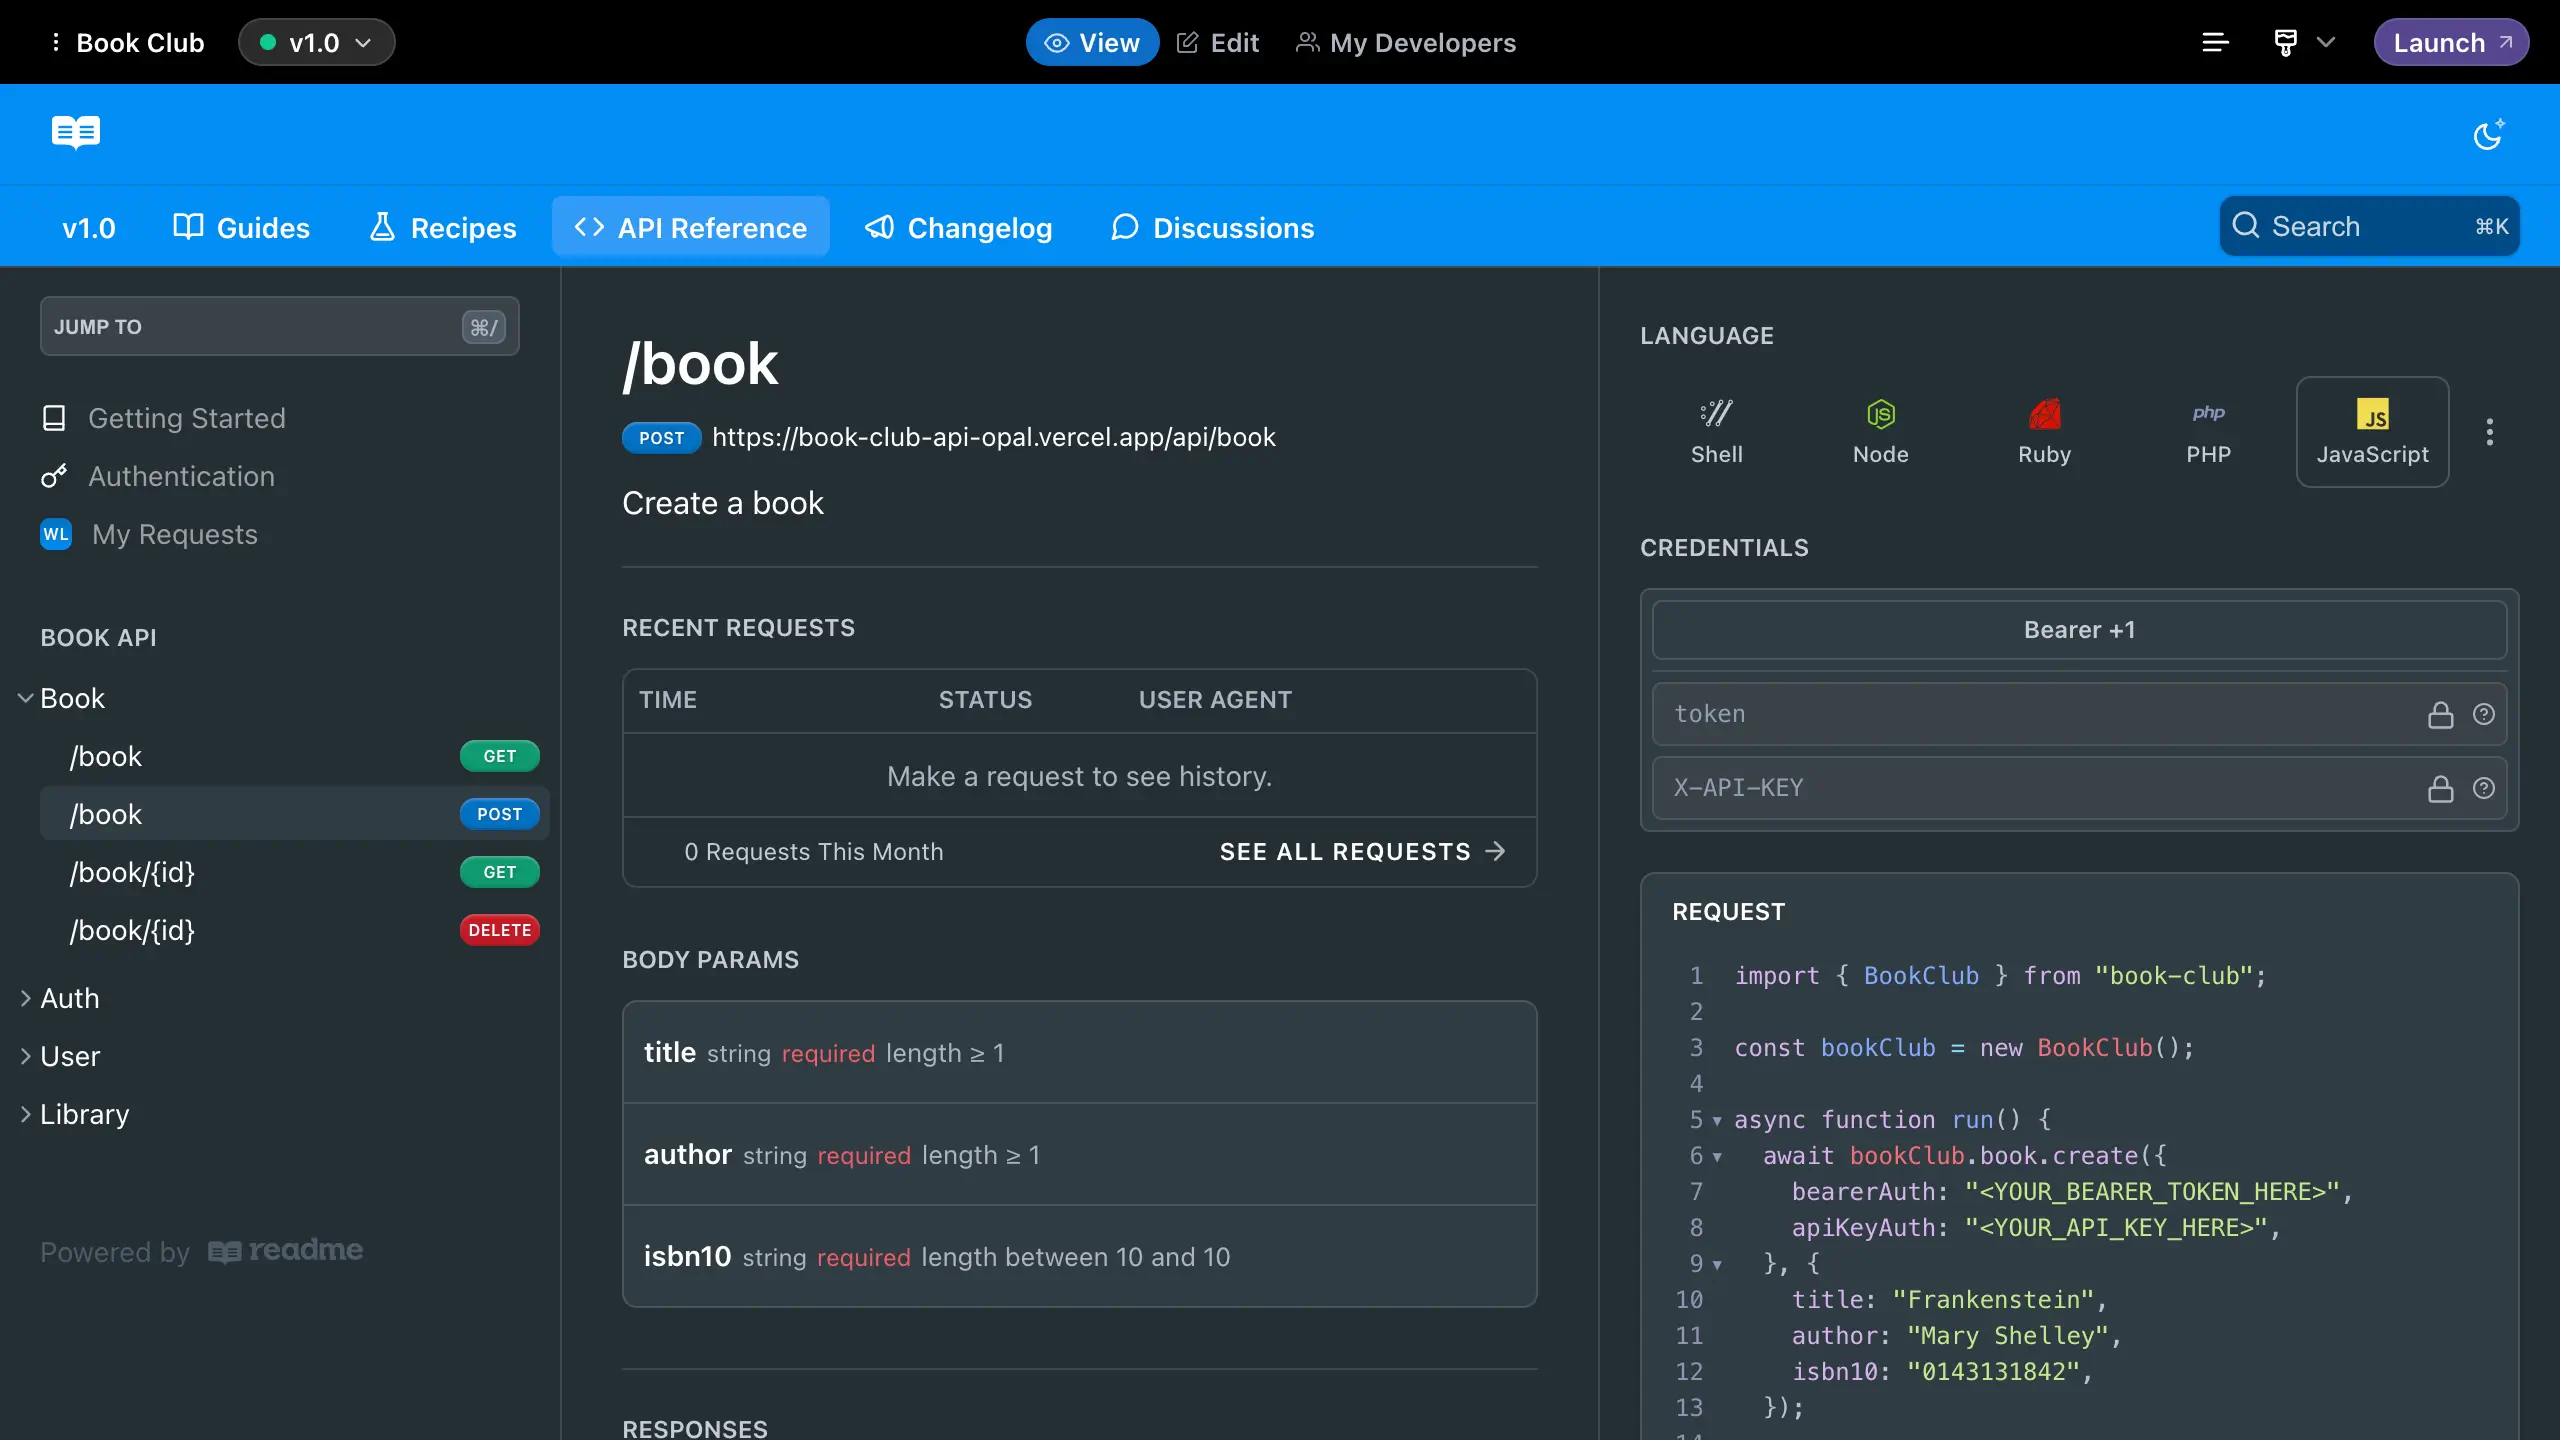 Book Club
v1.0
View
Edit
My Developers
Launch
v1.0
Guides
Recipes
API Reference
Changelog
Discussions
Search
⌘K
JUMP TO
⌘/
Getting Started
Authentication
WL
My Requests
BOOK API
Book
/book
GET
/book
POST
/book/{id}
GET
/book/{id}
DELETE
Auth
User
Library
Powered by readme
/book
POST https://book-club-api-opal.vercel.app/api/book
Create a book
RECENT REQUESTS
TIME STATUS USER AGENT
Make a request to see history.
0 Requests This Month
SEE ALL REQUESTS
BODY PARAMS
title string required length ≥ 1
author string required length ≥ 1
isbn10 string required length between 10 and 10
RESPONSES
LANGUAGE
Shell
Node
Ruby
php
PHP
JS
JavaScript
CREDENTIALS
Bearer +1
token
X-API-KEY
REQUEST
1 import { BookClub } from "book-club";
2
3 const bookClub = new BookClub();
4
5 async function run() {
6 await bookClub.book.create({
7 bearerAuth: "<YOUR_BEARER_TOKEN_HERE>",
8 apiKeyAuth: "<YOUR_API_KEY_HERE>",
9 }, {
10 title: "Frankenstein",
11 author: "Mary Shelley",
12 isbn10: "0143131842",
13 });
14